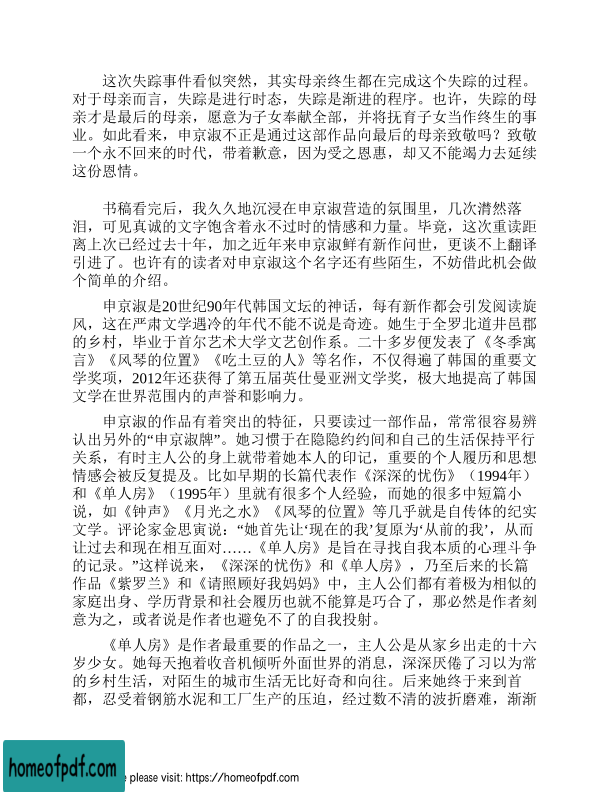 这次失踪事件看似突然，其实母亲终生都在完成这个失踪的过程。
对于母亲而言，失踪是进行时态，失踪是渐进的程序。也许，失踪的母
亲才是最后的母亲，愿意为子女奉献全部，并将抚育子女当作终生的事
业。如此看来，申京淑不正是通过这部作品向最后的母亲致敬吗？致敬
一个永不回来的时代，带着歉意，因为受之恩惠，却又不能竭力去延续
这份恩情。
书稿看完后，我久久地沉浸在申京淑营造的氛围里，几次潸然落
泪，可见真诚的文字饱含着永不过时的情感和力量。毕竟，这次重读距
离上次已经过去十年，加之近年来申京淑鲜有新作问世，更谈不上翻译
引进了。也许有的读者对申京淑这个名字还有些陌生，不妨借此机会做
个简单的介绍。
申京淑是20世纪90年代韩国文坛的神话，每有新作都会引发阅读旋
风，这在严肃文学遇冷的年代不能不说是奇迹。她生于全罗北道井邑郡
的乡村，毕业于首尔艺术大学文艺创作系。二十多岁便发表了《冬季寓
言》《风琴的位置》《吃土豆的人》等名作，不仅得遍了韩国的重要文
学奖项，2012年还获得了第五届英仕曼亚洲文学奖，极大地提高了韩国
文学在世界范围内的声誉和影响力。
申京淑的作品有着突出的特征，只要读过一部作品，常常很容易辨
认出另外的“申京淑牌”。她习惯于在隐隐约约间和自己的生活保持平行
关系，有时主人公的身上就带着她本人的印记，重要的个人履历和思想
情感会被反复提及。比如早期的长篇代表作《深深的忧伤》（1994年）
和《单人房》（1995年）里就有很多个人经验，而她的很多中短篇小
说，如《钟声》《月光之水》《风琴的位置》等几乎就是自传体的纪实
文学。评论家金思寅说：“她首先让‘现在的我’复原为‘从前的我’，从而
让过去和现在相互面对……《单人房》是旨在寻找自我本质的心理斗争
的记录。”这样说来，《深深的忧伤》和《单人房》，乃至后来的长篇
作品《紫罗兰》和《请照顾好我妈妈》中，主人公们都有着极为相似的
家庭出身、学历背景和社会履历也就不能算是巧合了，那必然是作者刻
意为之，或者说是作者也避免不了的自我投射。
《单人房》是作者最重要的作品之一，主人公是从家乡出走的十六
岁少女。她每天抱着收音机倾听外面世界的消息，深深厌倦了习以为常
的乡村生活，对陌生的城市生活无比好奇和向往。后来她终于来到首
都，忍受着钢筋水泥和工厂生产的压迫，经过数不清的波折磨难，渐渐
homeofpdf.com
e please visit: https://homeofpdf.com